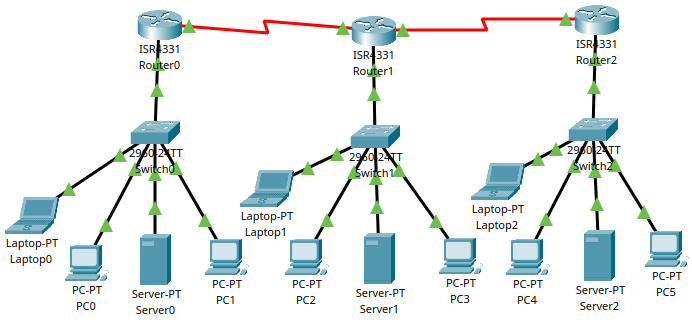 ISR4331
Router0
ISR4331
Router1
ISR4331
Router2
2960-24TT
Switch0
2960-24TT
Switch1
2960-24TT
Switch2
Laptop-PT
Laptop0
PC-PT
PC0
Server-PT
Server0
PC-PT
PC1
Laptop-PT
Laptop1
PC-PT
PC2
Server-PT
Server1
PC-PT
PC3
Laptop-PT
Laptop2
PC-PT
PC4
Server-PT
Server2
PC-PT
PC5